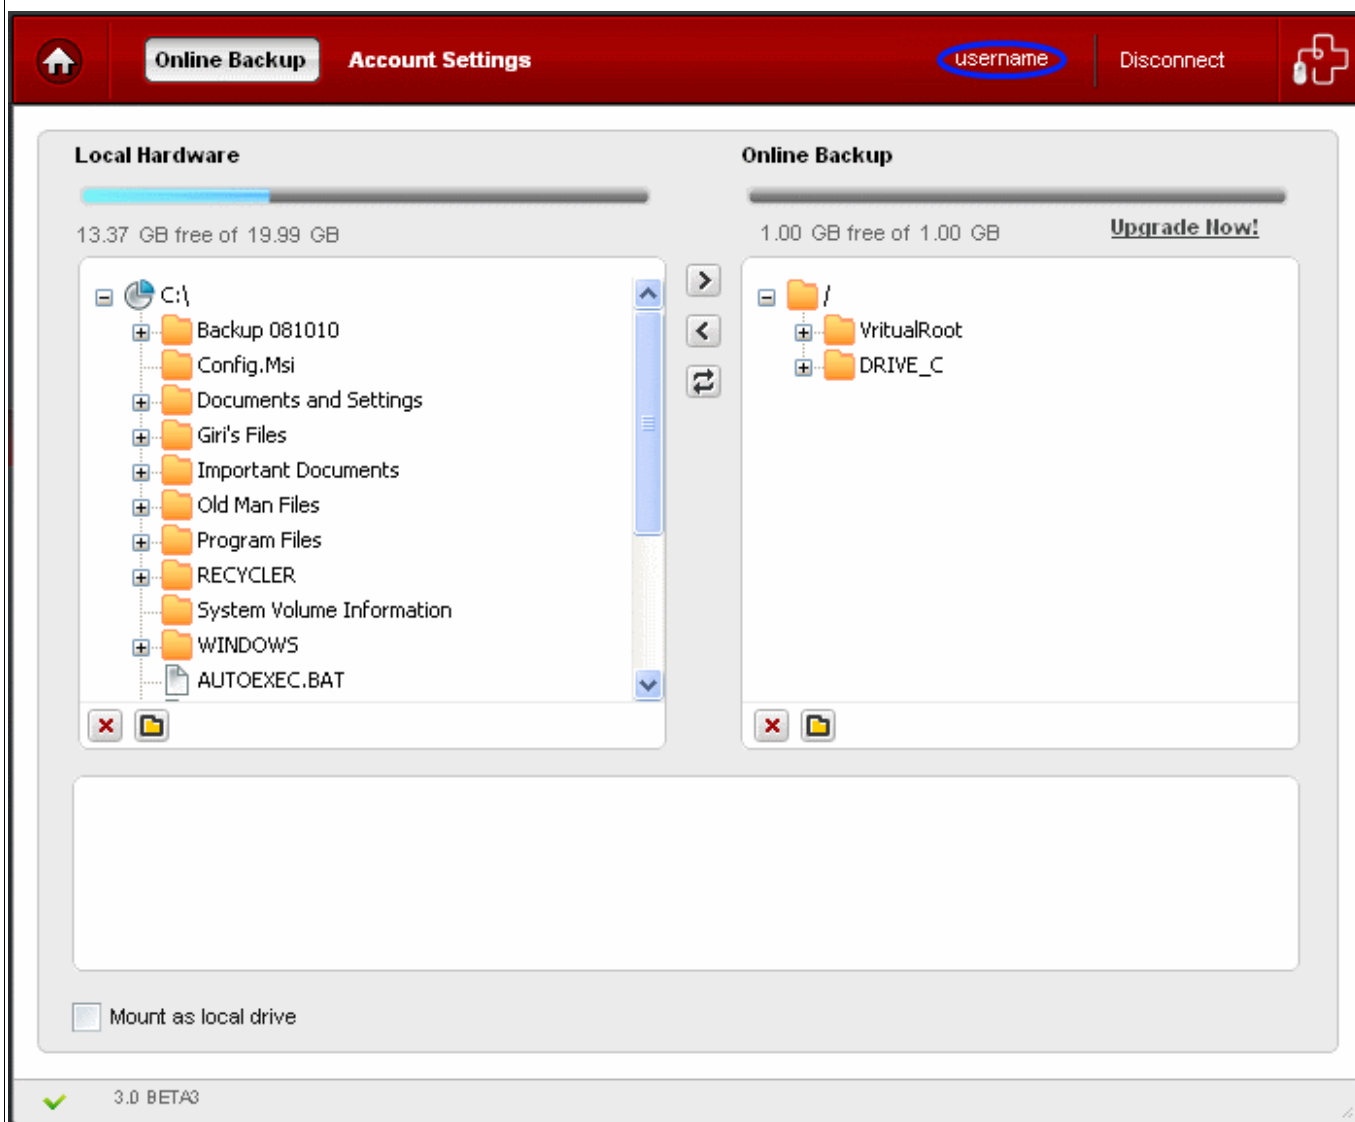 Online Backup Account Settings username Disconnect
Local Hardware
Online Backup
13.37 GB free of 19.99 GB
1.00 GB free of 1.00 GB
Upgrade Now!
C:\
Backup 081010
Config.Msi
Documents and Settings
Giri's Files
Important Documents
Old Man Files
Program Files
RECYCLER
System Volume Information
WINDOWS
AUTOEXEC.BAT
/
VritualRoot
DRIVE_C
Mount as local drive
3.0 BETA3